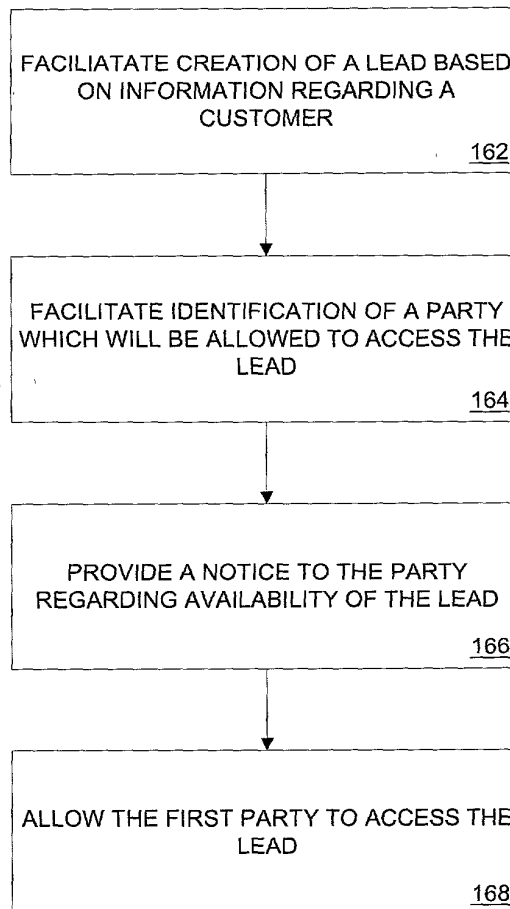 FACILIATATE CREATION OF A LEAD BASED
ON INFORMATION REGARDING A
CUSTOMER
162
FACILITATE IDENTIFICATION OF A PARTY
WHICH WILL BE ALLOWED TO ACCESS THE
LEAD
164
PROVIDE A NOTICE TO THE PARTY
REGARDING AVAILABILITY OF THE LEAD
166
ALLOW THE FIRST PARTY TO ACCESS THE
LEAD
168